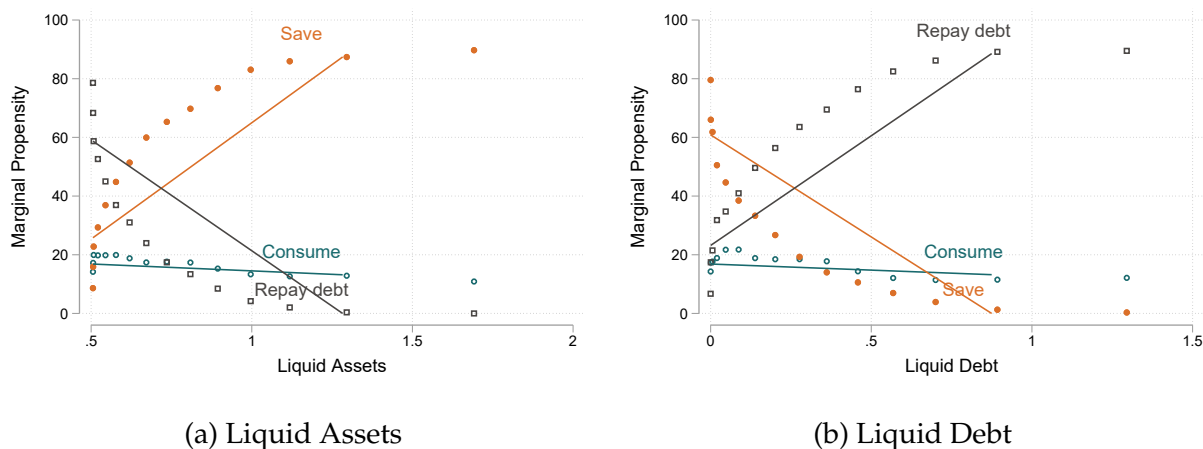 100
80
60
40
20
0
Marginal Propensity
Save
Consume
Repay debt
.5
1
1.5
2
Liquid Assets
(a) Liquid Assets
100
80
60
40
20
0
Marginal Propensity
Repay debt
Consume
Save
0
.5
1
1.5
Liquid Debt
(b) Liquid Debt